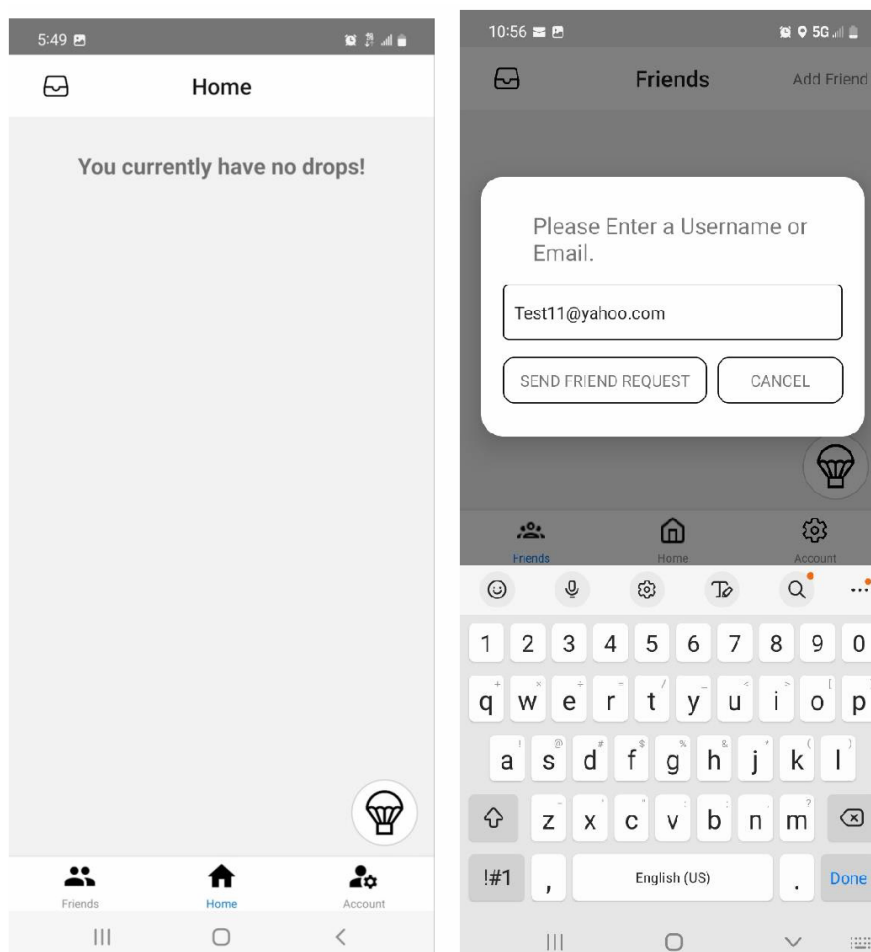 5:49
Home
You currently have no drops!
Friends
Home
Account
10:56
5G
Friends
Add Friend
Please Enter a Username or
Email.
Test11@yahoo.com
SEND FRIEND REQUEST
CANCEL
Friends
Home
Account
1 2 3 4 5 6 7 8 9 0
q w e r t y u i o p
a s d f g h j k l
z x c v b n m
!#1 , English (US) . Done